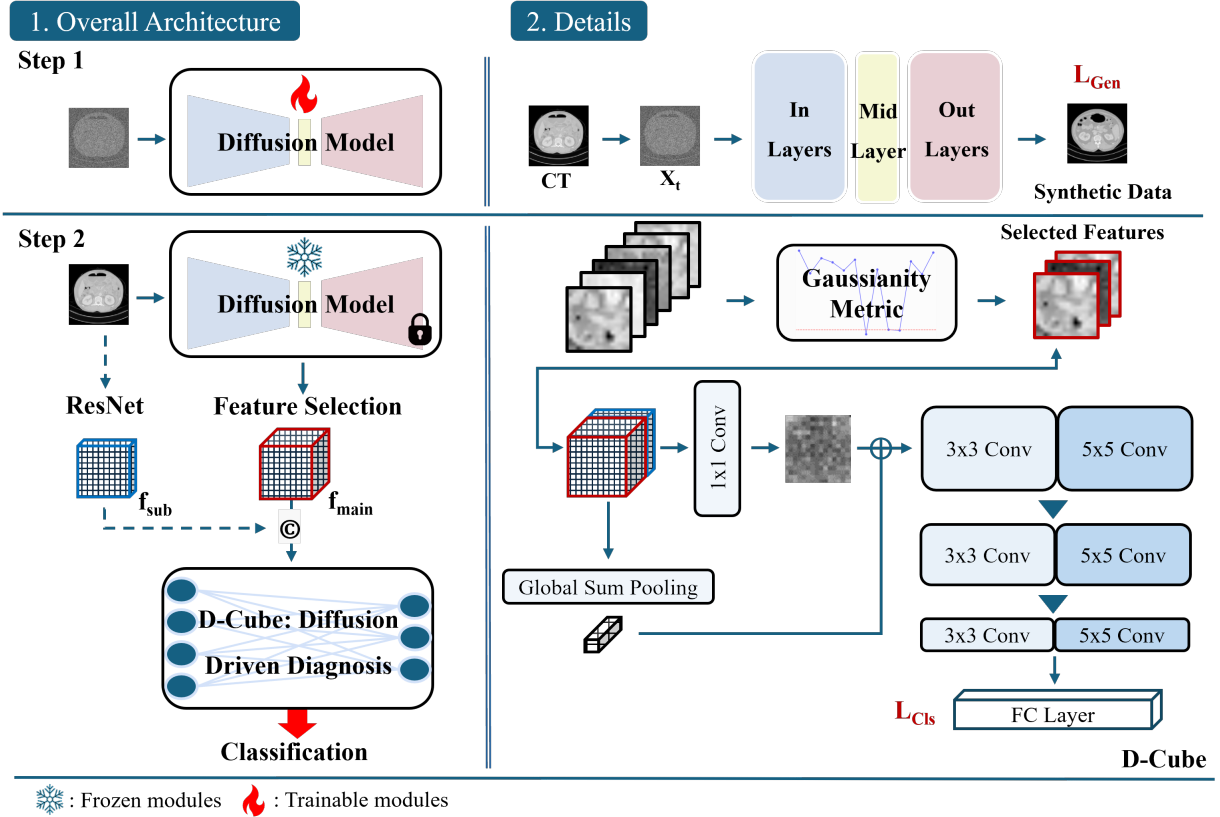 1. Overall Architecture
2. Details
Step 1
Diffusion Model
CT
Xt
In
Layers
Mid
Layer
Out
Layers
LGen
Synthetic Data
Step 2
Diffusion Model
ResNet
Feature Selection
fsub
fmain
©
D-Cube: Diffusion
Driven Diagnosis
Classification
Gaussianity
Metric
Selected Features
1x1 Conv
3x3 Conv
5x5 Conv
3x3 Conv
5x5 Conv
Global Sum Pooling
3x3 Conv
5x5 Conv
LCls
FC Layer
D-Cube
: Frozen modules
: Trainable modules